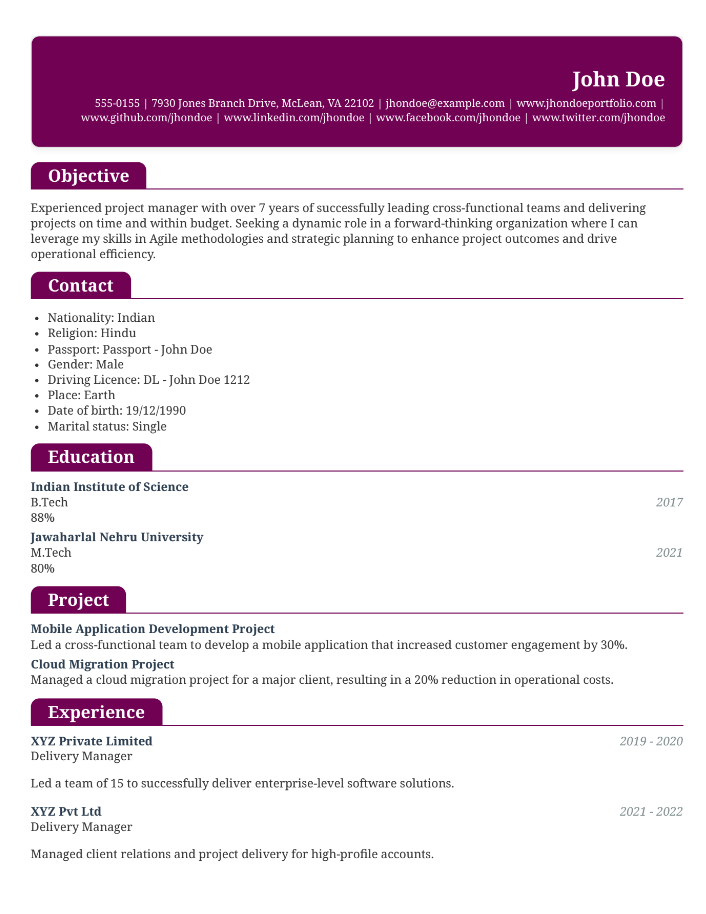 John Doe
555-0155 | 7930 Jones Branch Drive, McLean, VA 22102 | jhondoe@example.com | www.jhondoeportfolio.com |
www.github.com/jhondoe | www.linkedin.com/jhondoe | www.facebook.com/jhondoe | www.twitter.com/jhondoe
Objective
Experienced project manager with over 7 years of successfully leading cross-functional teams and delivering
projects on time and within budget. Seeking a dynamic role in a forward-thinking organization where I can
leverage my skills in Agile methodologies and strategic planning to enhance project outcomes and drive
operational efficiency.
Contact
• Nationality: Indian
• Religion: Hindu
• Passport: Passport - John Doe
• Gender: Male
• Driving Licence: DL - John Doe 1212
• Place: Earth
• Date of birth: 19/12/1990
• Marital status: Single
Education
Indian Institute of Science
B.Tech 2017
88%
Jawaharlal Nehru University
M.Tech 2021
80%
Project
Mobile Application Development Project
Led a cross-functional team to develop a mobile application that increased customer engagement by 30%.
Cloud Migration Project
Managed a cloud migration project for a major client, resulting in a 20% reduction in operational costs.
Experience
XYZ Private Limited 2019 - 2020
Delivery Manager
Led a team of 15 to successfully deliver enterprise-level software solutions.
XYZ Pvt Ltd 2021 - 2022
Delivery Manager
Managed client relations and project delivery for high-profile accounts.